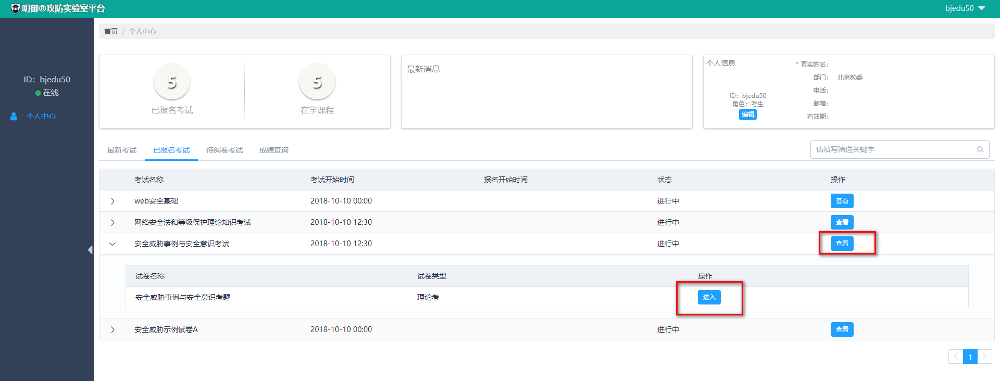 明御®攻防实验室平台
bjedu50
首页 / 个人中心
ID：bjedu50
在线
个人中心
5
已报名考试
5
在学课程
最新消息
个人信息
ID：bjedu50
角色：考生
编辑
* 真实姓名：
部门： 北京教委
电话：
邮箱：
有效期：
最新考试 已报名考试 待阅卷考试 成绩查询
请填写筛选关键字
考试名称 考试开始时间 报名开始时间 状态 操作
web安全基础 2018-10-10 00:00 进行中 查看
网络安全法和等级保护理论知识考试 2018-10-10 12:30 进行中 查看
安全威胁事例与安全意识考试 2018-10-10 12:30 进行中 查看
试卷名称 试卷类型 操作
安全威胁事例与安全意识考题 理论考 进入
安全威胁示例试卷A 2018-10-10 00:00 进行中 查看
1